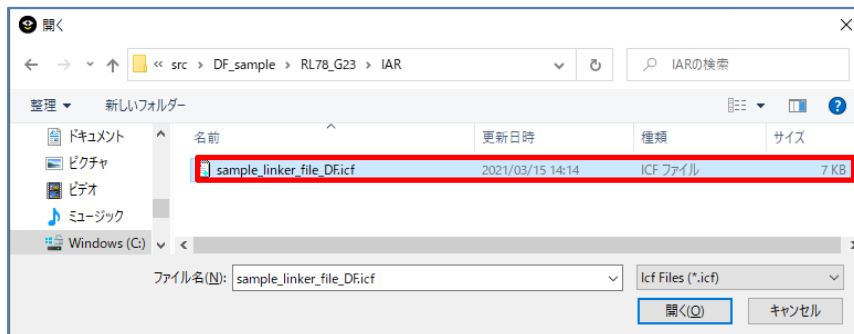 開く
« src › DF_sample › RL78_G23 › IAR
IARの検索
整理 新しいフォルダー
名前 更新日時 種類 サイズ
ドキュメント
sample_linker_file_DF.icf 2021/03/15 14:14 ICF ファイル 7 KB
ピクチャ
ビデオ
ミュージック
Windows (C:)
ファイル名(N): sample_linker_file_DF.icf Icf Files (*.icf)
開く(O) キャンセル